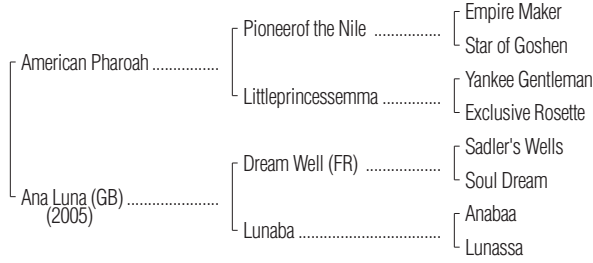 Empire Maker
Pioneerof the Nile ................
Star of Goshen
American Pharoah ................
Yankee Gentleman
Littleprincessemma ..............
Exclusive Rosette
Sadler's Wells
Dream Well (FR) ..................
Soul Dream
Ana Luna (GB) ......................
(2005)
Anabaa
Lunaba ..................................
Lunassa